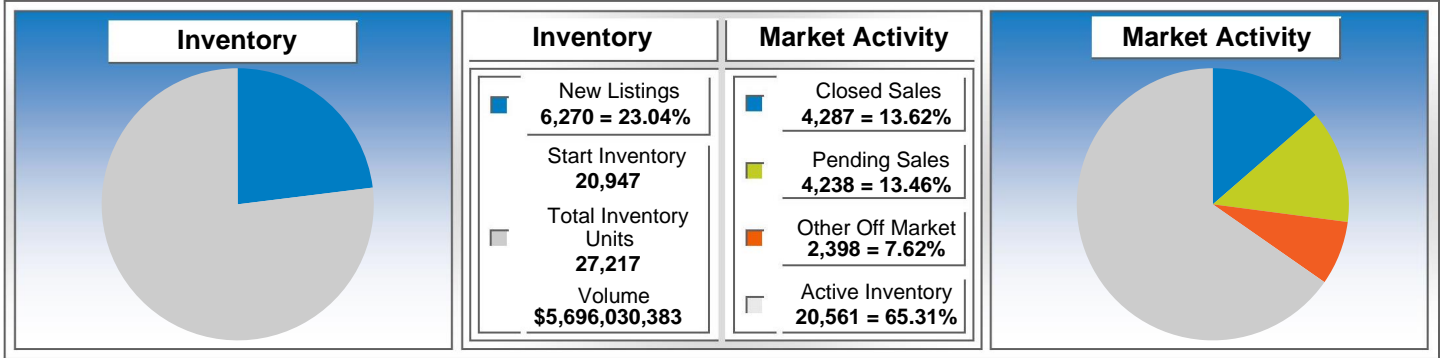 Inventory
Inventory
New Listings
6,270 = 23.04%
Start Inventory
20,947
Total Inventory
Units
27,217
Volume
$5,696,030,383
Market Activity
Closed Sales
4,287 = 13.62%
Pending Sales
4,238 = 13.46%
Other Off Market
2,398 = 7.62%
Active Inventory
20,561 = 65.31%
Market Activity